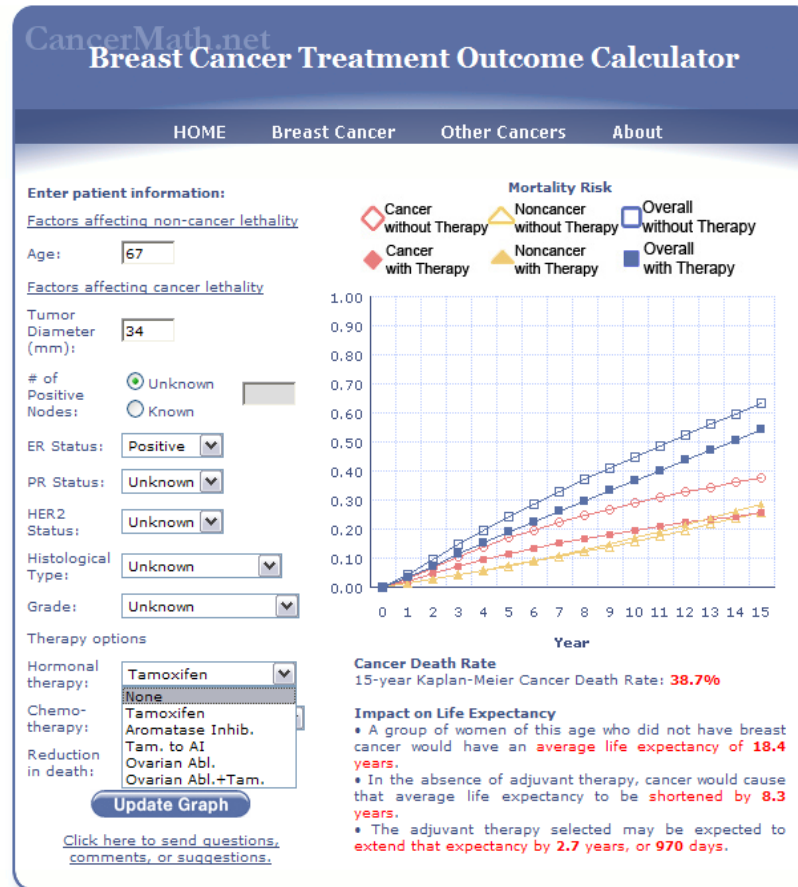 CancerMath.net
Breast Cancer Treatment Outcome Calculator
HOME Breast Cancer Other Cancers About
Enter patient information:
Factors affecting non-cancer lethality
Age: 67
Factors affecting cancer lethality
Tumor
Diameter
(mm): 34
# of
Positive
Nodes:
Unknown
Known
ER Status: Positive
PR Status: Unknown
HER2
Status: Unknown
Histological
Type: Unknown
Grade: Unknown
Therapy options
Hormonal
therapy: Tamoxifen
None
Tamoxifen
Aromatase Inhib.
Tam. to AI
Ovarian Abl.
Ovarian Abl.+Tam.
Chemo-
therapy:
Reduction
in death:
Update Graph
Click here to send questions,
comments, or suggestions.
Mortality Risk
Cancer
without Therapy
Noncancer
without Therapy
Overall
without Therapy
Cancer
with Therapy
Noncancer
with Therapy
Overall
with Therapy
1.00
0.90
0.80
0.70
0.60
0.50
0.40
0.30
0.20
0.10
0.00
0 1 2 3 4 5 6 7 8 9 10 11 12 13 14 15
Year
Cancer Death Rate
15-year Kaplan-Meier Cancer Death Rate: 38.7%
Impact on Life Expectancy
• A group of women of this age who did not have breast
cancer would have an average life expectancy of 18.4
years.
• In the absence of adjuvant therapy, cancer would cause
that average life expectancy to be shortened by 8.3
years.
• The adjuvant therapy selected may be expected to
extend that expectancy by 2.7 years, or 970 days.